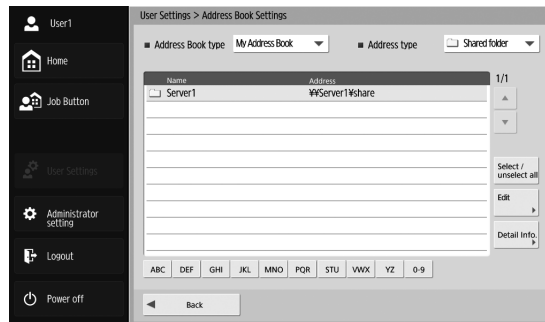 User1
Home
Job Button
User Settings
Administrator
setting
Logout
Power off
User Settings > Address Book Settings
Address Book type
My Address Book
Address type
Shared folder
Name
Address
Server1
¥¥Server1¥share
1/1
Select /
unselect all
Edit
Detail Info.
ABC
DEF
GHI
JKL
MNO
PQR
STU
VWX
YZ
0-9
Back